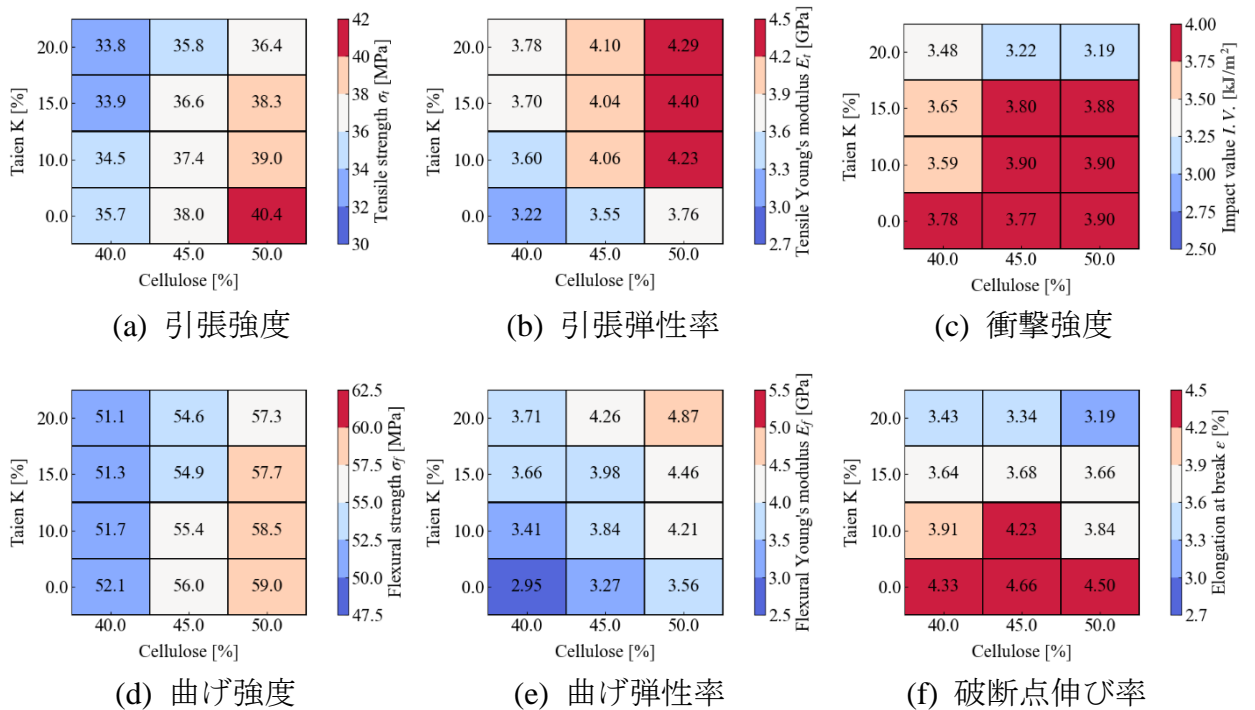 42
20.0 33.8 35.8 36.4
40
15.0 33.9 36.6 38.3
38
36
10.0 34.5 37.4 39.0
34
0.0 35.7 38.0 40.4
32
30
40.0 45.0 50.0
Cellulose [%]
Taien K [%]
Tensile strength σt [MPa]
(a) 引張強度
4.5
20.0 3.78 4.10 4.29
4.2
15.0 3.70 4.04 4.40
3.9
3.6
10.0 3.60 4.06 4.23
3.3
0.0 3.22 3.55 3.76
3.0
2.7
40.0 45.0 50.0
Cellulose [%]
Taien K [%]
Tensile Young's modulus Et [GPa]
(b) 引張弾性率
4.00
20.0 3.48 3.22 3.19
3.75
15.0 3.65 3.80 3.88
3.50
3.25
10.0 3.59 3.90 3.90
3.00
0.0 3.78 3.77 3.90
2.75
2.50
40.0 45.0 50.0
Cellulose [%]
Taien K [%]
Impact value I.V. [kJ/m²]
(c) 衝撃強度
62.5
20.0 51.1 54.6 57.3
60.0
15.0 51.3 54.9 57.7
57.5
55.0
10.0 51.7 55.4 58.5
52.5
0.0 52.1 56.0 59.0
50.0
47.5
40.0 45.0 50.0
Cellulose [%]
Taien K [%]
Flexural strength σf [MPa]
(d) 曲げ強度
5.5
20.0 3.71 4.26 4.87
5.0
15.0 3.66 3.98 4.46
4.5
4.0
10.0 3.41 3.84 4.21
3.5
0.0 2.95 3.27 3.56
3.0
2.5
40.0 45.0 50.0
Cellulose [%]
Taien K [%]
Flexural Young's modulus Ef [GPa]
(e) 曲げ弾性率
4.5
20.0 3.43 3.34 3.19
4.2
15.0 3.64 3.68 3.66
3.9
3.6
10.0 3.91 4.23 3.84
3.3
0.0 4.33 4.66 4.50
3.0
2.7
40.0 45.0 50.0
Cellulose [%]
Taien K [%]
Elongation at break ε [%]
(f) 破断点伸び率